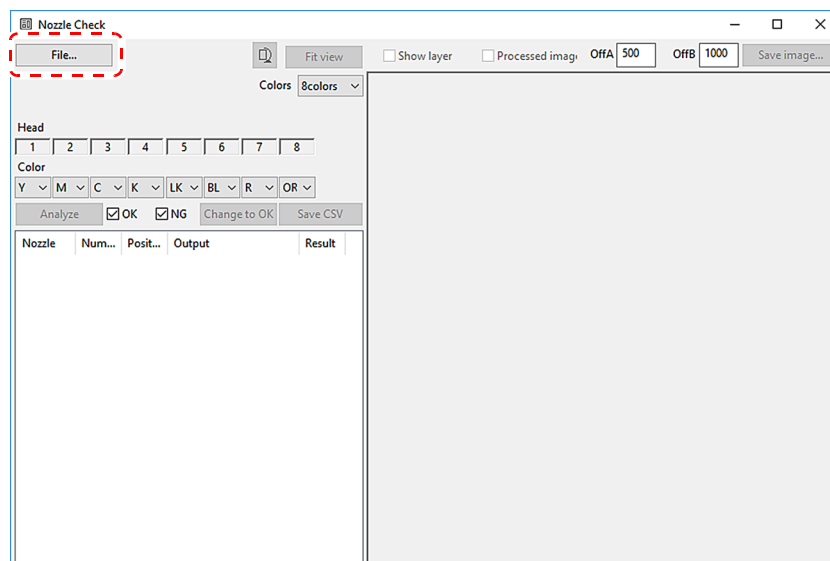 Nozzle Check
File... Fit view Show layer Processed imag OffA 500 OffB 1000 Save image...
Colors 8colors
Head
1 2 3 4 5 6 7 8
Color
Y M C K LK BL R OR
Analyze OK NG Change to OK Save CSV
Nozzle Num... Posit... Output Result